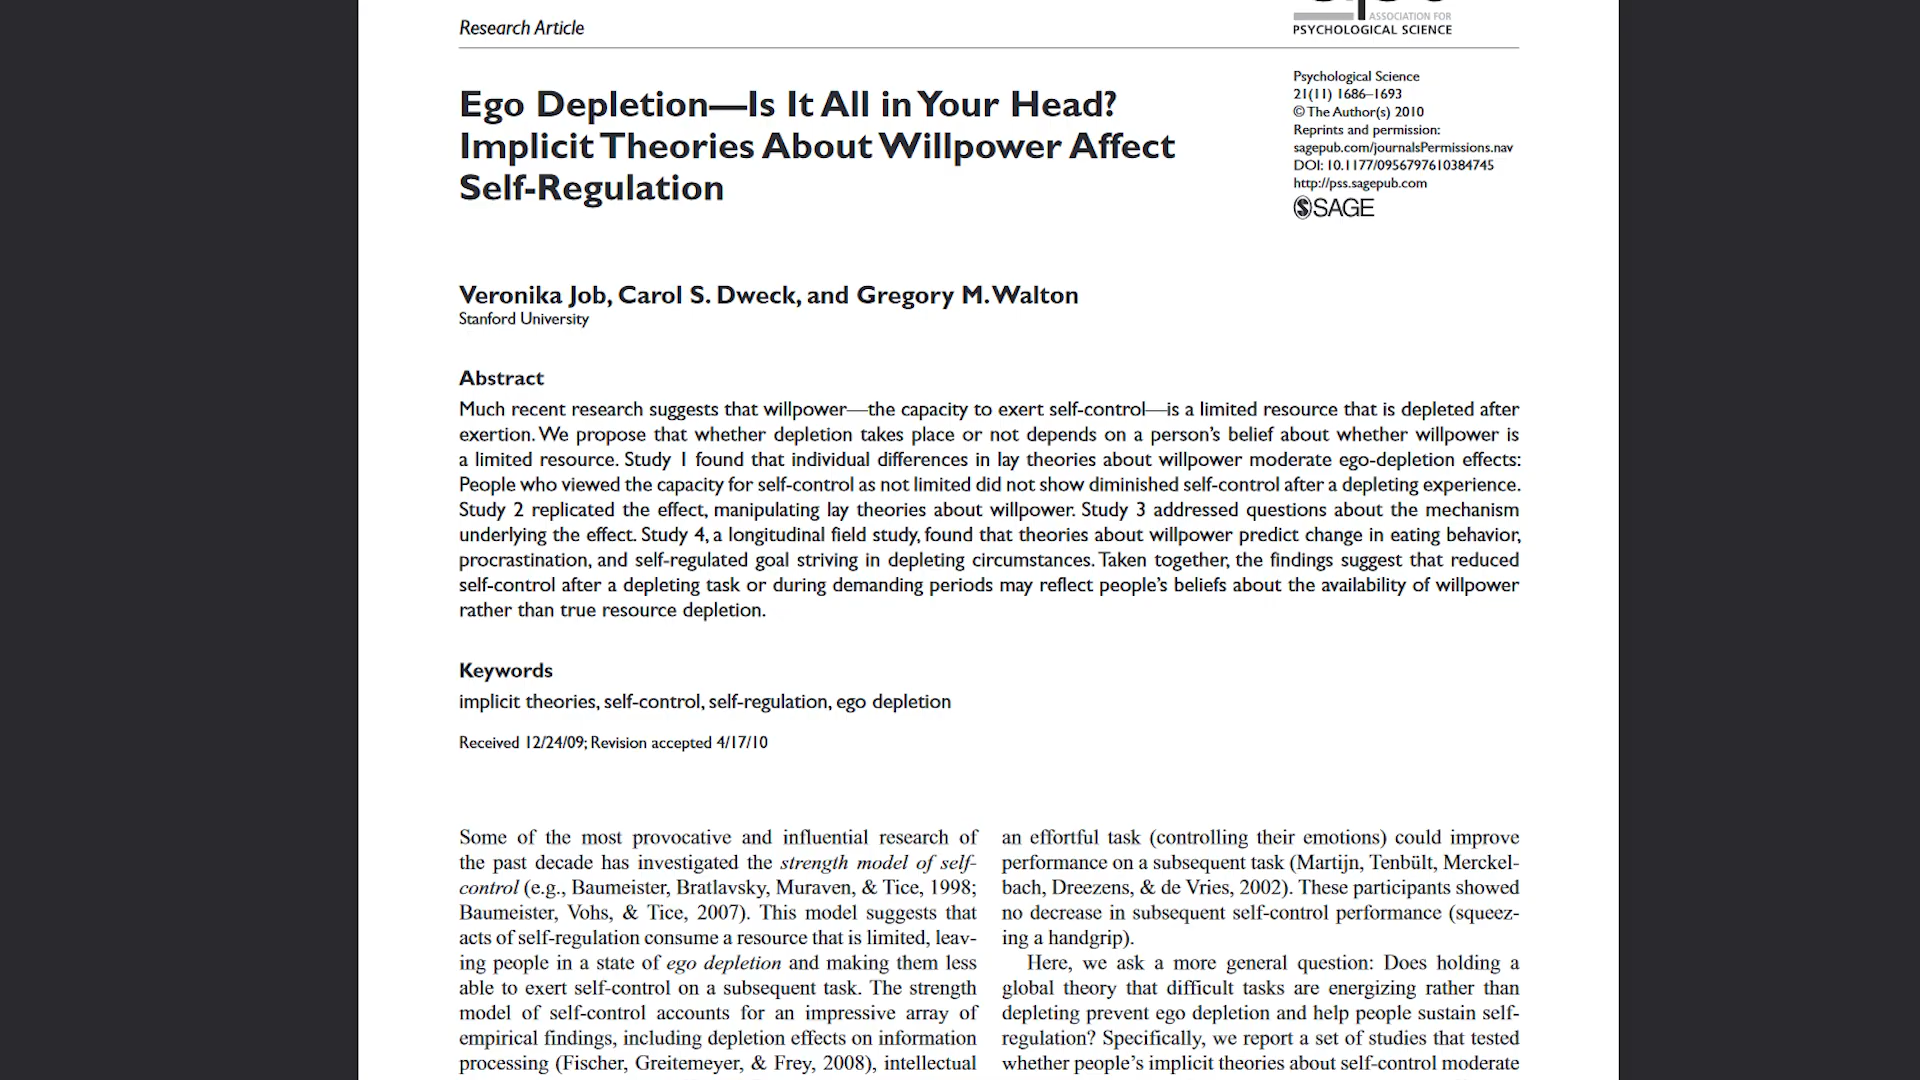 Research Article
ASSOCIATION FOR
PSYCHOLOGICAL SCIENCE
Ego Depletion—Is It All in Your Head?
Implicit Theories About Willpower Affect
Self-Regulation
Psychological Science
21(11) 1686–1693
© The Author(s) 2010
Reprints and permission:
sagepub.com/journalsPermissions.nav
DOI: 10.1177/0956797610384745
http://pss.sagepub.com
SAGE
Veronika Job, Carol S. Dweck, and Gregory M. Walton
Stanford University
Abstract
Much recent research suggests that willpower—the capacity to exert self-control—is a limited resource that is depleted after
exertion. We propose that whether depletion takes place or not depends on a person’s belief about whether willpower is
a limited resource. Study 1 found that individual differences in lay theories about willpower moderate ego-depletion effects:
People who viewed the capacity for self-control as not limited did not show diminished self-control after a depleting experience.
Study 2 replicated the effect, manipulating lay theories about willpower. Study 3 addressed questions about the mechanism
underlying the effect. Study 4, a longitudinal field study, found that theories about willpower predict change in eating behavior,
procrastination, and self-regulated goal striving in depleting circumstances. Taken together, the findings suggest that reduced
self-control after a depleting task or during demanding periods may reflect people’s beliefs about the availability of willpower
rather than true resource depletion.
Keywords
implicit theories, self-control, self-regulation, ego depletion
Received 12/24/09; Revision accepted 4/17/10
Some of the most provocative and influential research of
the past decade has investigated the strength model of self-
control (e.g., Baumeister, Bratlavsky, Muraven, & Tice, 1998;
Baumeister, Vohs, & Tice, 2007). This model suggests that
acts of self-regulation consume a resource that is limited, leav-
ing people in a state of ego depletion and making them less
able to exert self-control on a subsequent task. The strength
model of self-control accounts for an impressive array of
empirical findings, including depletion effects on information
processing (Fischer, Greitemeyer, & Frey, 2008), intellectual
an effortful task (controlling their emotions) could improve
performance on a subsequent task (Martijn, Tenbült, Merckel-
bach, Dreezens, & de Vries, 2002). These participants showed
no decrease in subsequent self-control performance (squeez-
ing a handgrip).
Here, we ask a more general question: Does holding a
global theory that difficult tasks are energizing rather than
depleting prevent ego depletion and help people sustain self-
regulation? Specifically, we report a set of studies that tested
whether people’s implicit theories about self-control moderate